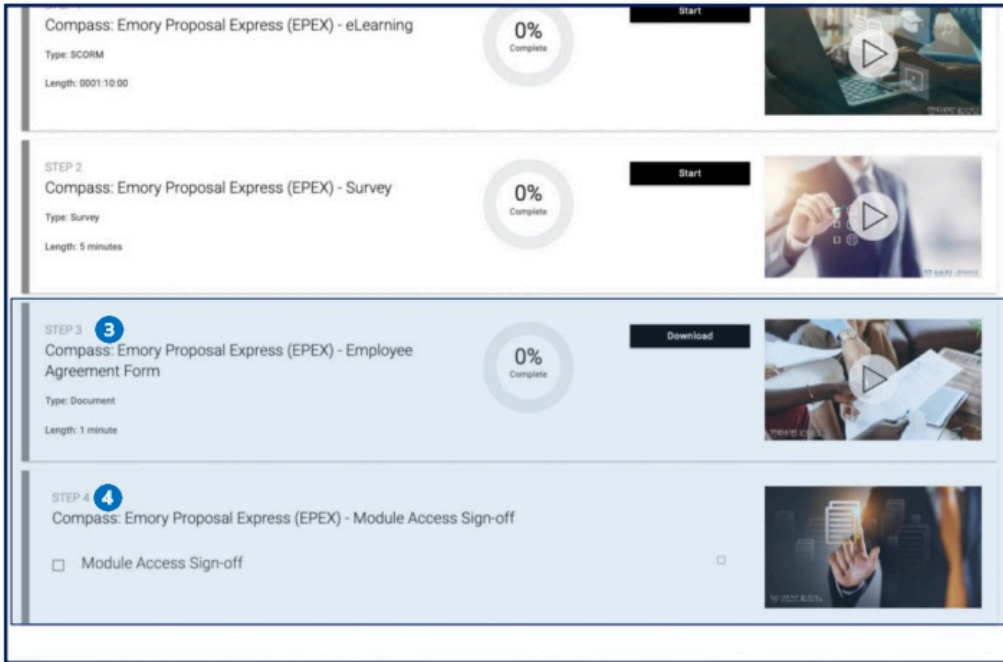 Compass: Emory Proposal Express (EPEX) - eLearning
Type: SCORM
Length: 0001:10:00
0%
Complete
Start
STEP 2
Compass: Emory Proposal Express (EPEX) - Survey
Type: Survey
Length: 5 minutes
0%
Complete
Start
STEP 3
3
Compass: Emory Proposal Express (EPEX) - Employee
Agreement Form
Type: Document
Length: 1 minute
0%
Complete
Download
STEP 4
4
Compass: Emory Proposal Express (EPEX) - Module Access Sign-off
Module Access Sign-off